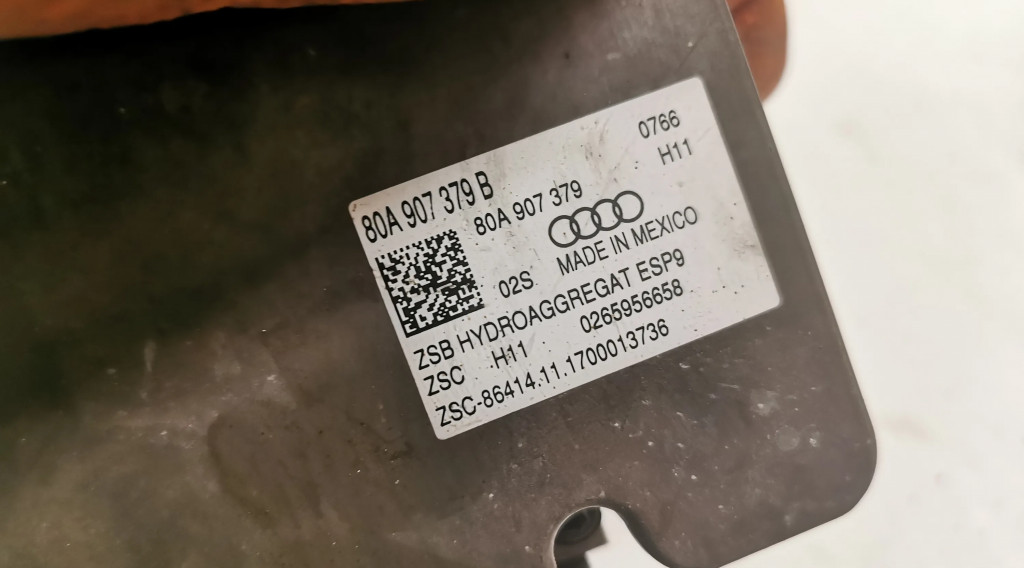 0766
80A 907 379 B
H11
80A 907 379
02S MADE IN MEXICO
ZSB HYDROAGGREGAT ESP9
ZSC H11 0265956658
ZSC-86414.11.1700013736